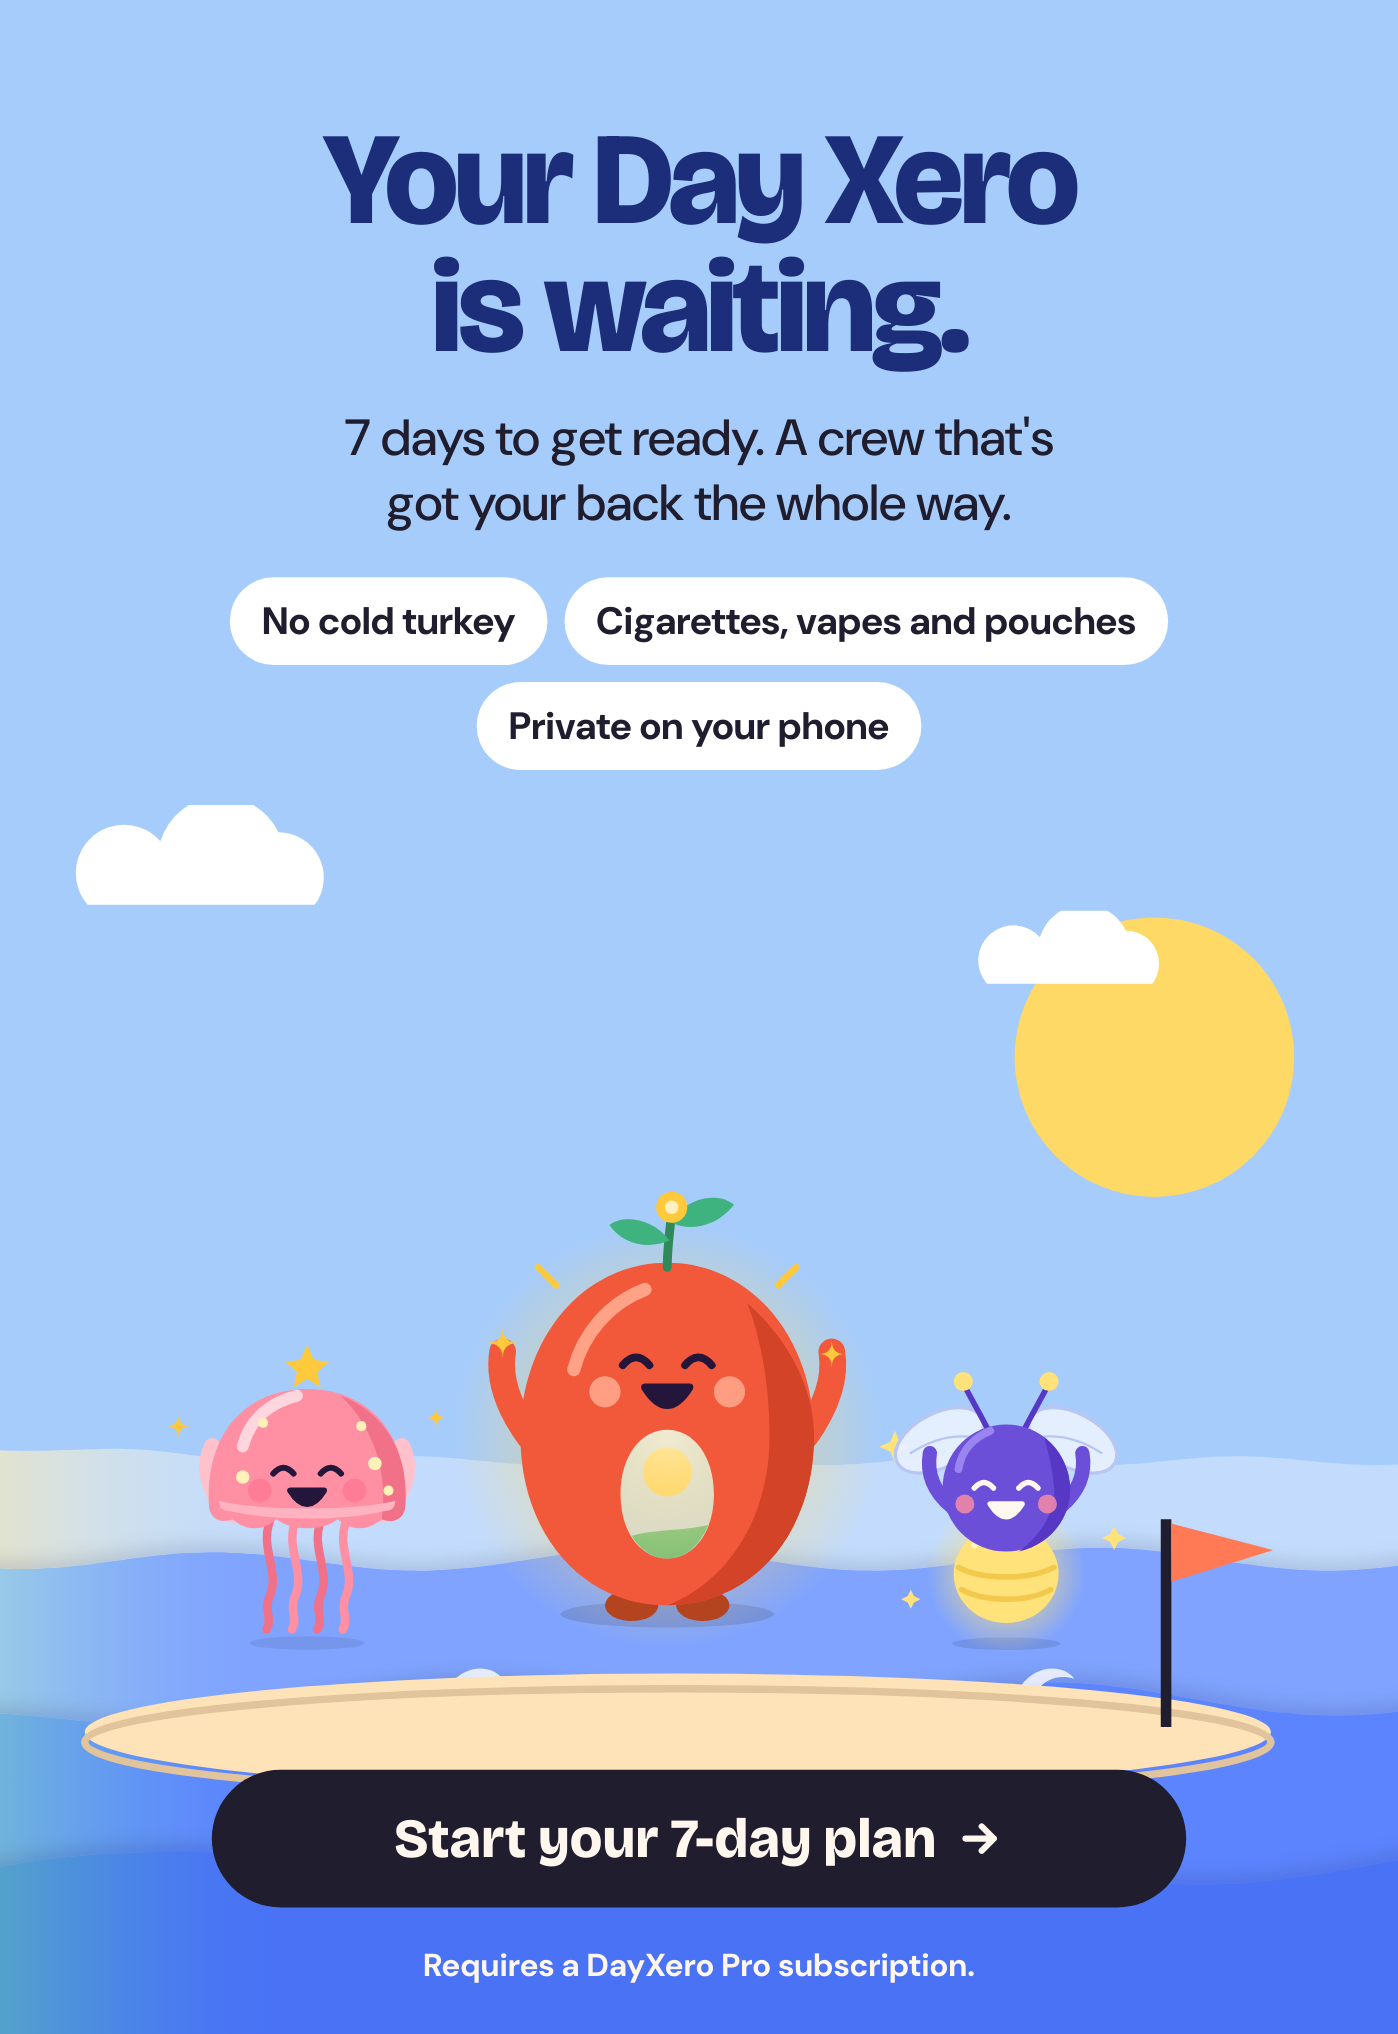 Your Day Xero
is waiting.
7 days to get ready. A crew that's
got your back the whole way.
No cold turkey
Cigarettes, vapes and pouches
Private on your phone
Start your 7-day plan →
Requires a DayXero Pro subscription.